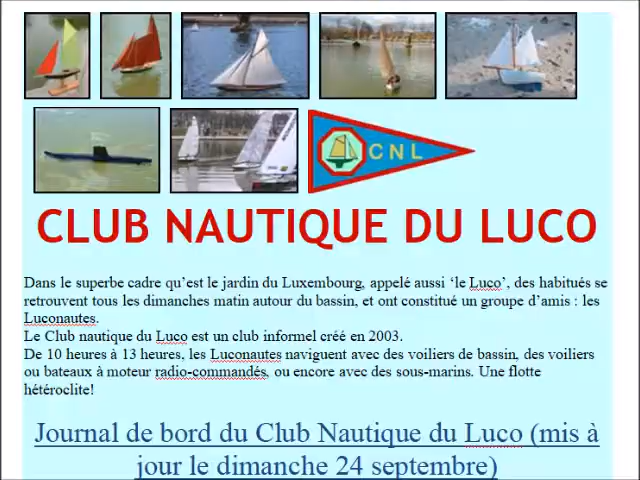 CNL
CLUB NAUTIQUE DU LUCO
Dans le superbe cadre qu’est le jardin du Luxembourg, appelé aussi ‘le Luco’, des habitués se
retrouvent tous les dimanches matin autour du bassin, et ont constitué un groupe d’amis : les
Luconautes.
Le Club nautique du Luco est un club informel créé en 2003.
De 10 heures à 13 heures, les Luconautes naviguent avec des voiliers de bassin, des voiliers
ou bateaux à moteur radio-commandés, ou encore avec des sous-marins. Une flotte
hétéroclite!
Journal de bord du Club Nautique du Luco (mis à
jour le dimanche 24 septembre)